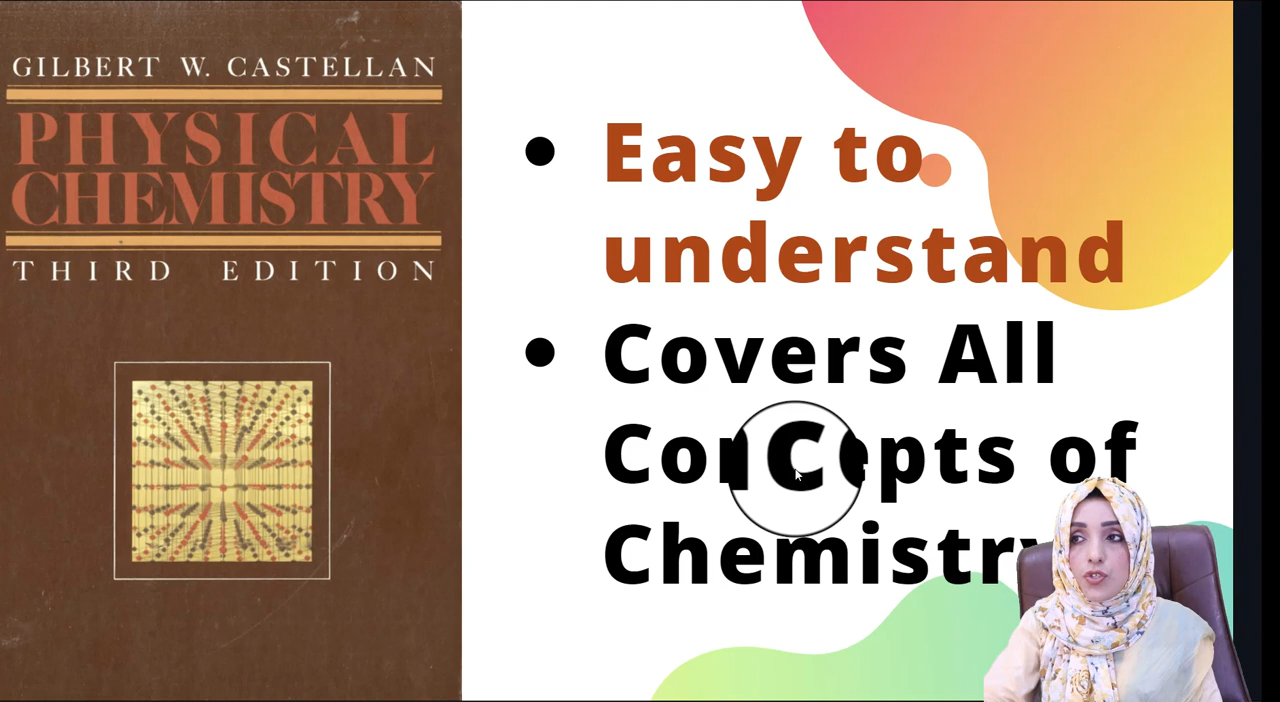 GILBERT W. CASTELLAN
PHYSICAL
CHEMISTRY
THIRD EDITION
• Easy to
understand
• Covers All
Concepts of
Chemistry